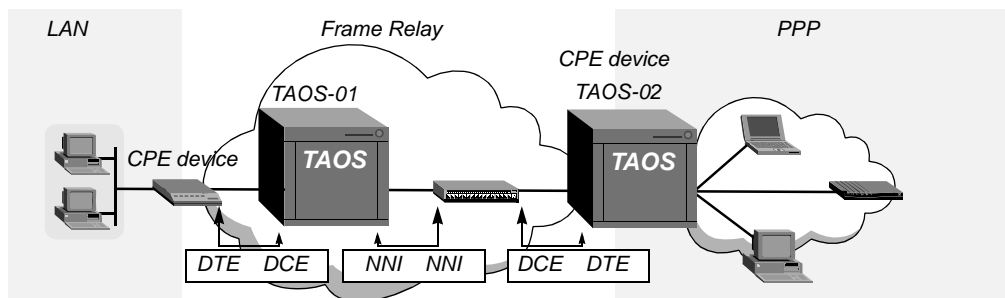 LAN
Frame Relay
PPP
CPE device
TAOS-02
TAOS-01
CPE device
TAOS
TAOS
DTE DCE
NNI NNI
DCE DTE